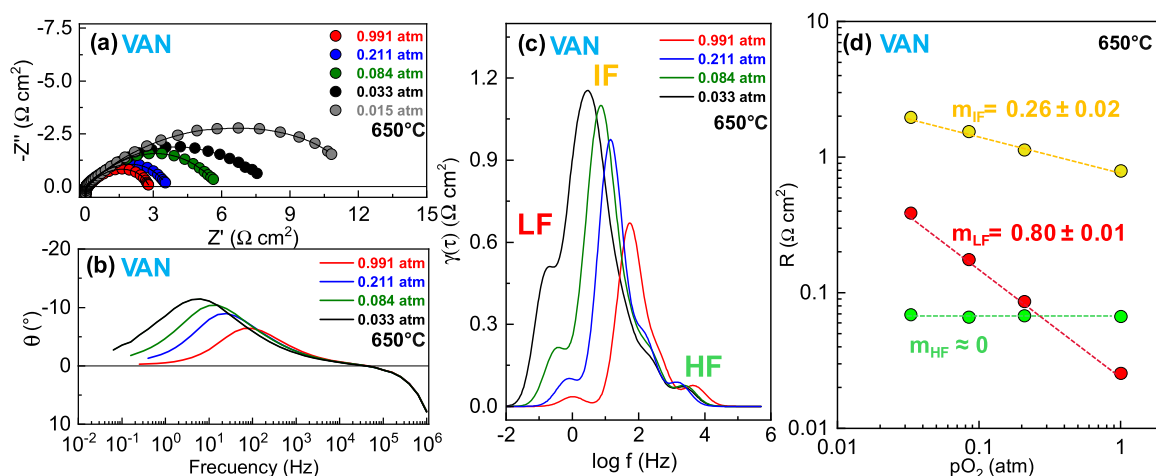 (a) VAN
0.991 atm
0.211 atm
0.084 atm
0.033 atm
0.015 atm
650°C
-Z'' (Ω cm²)
-7.5
-5.0
-2.5
0.0
0 3 6 9 12 15
Z' (Ω cm²)
(b) VAN
0.991 atm
0.211 atm
0.084 atm
0.033 atm
650°C
θ (°)
-20
-10
0
10
10⁻² 10⁻¹ 10⁰ 10¹ 10² 10³ 10⁴ 10⁵ 10⁶
Frecuency (Hz)
(c) VAN
0.991 atm
0.211 atm
0.084 atm
0.033 atm
650°C
IF
LF
HF
γ(τ) (Ω cm²)
1.2
0.9
0.6
0.3
0.0
-2 0 2 4 6
log f (Hz)
(d) VAN
650°C
m_IF= 0.26 ± 0.02
m_LF= 0.80 ± 0.01
m_HF ≈ 0
R (Ω cm²)
10
1
0.1
0.01
0.01 0.1 1
pO₂ (atm)